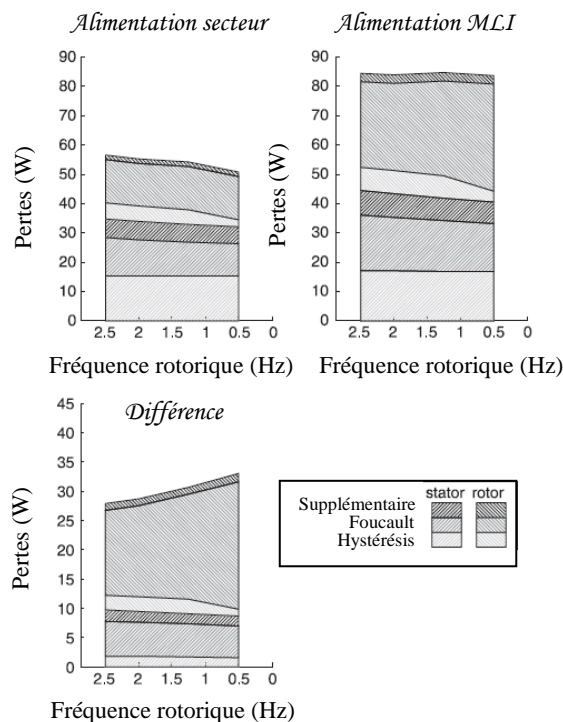 Alimentation secteur
Pertes (W)
90
80
70
60
50
40
30
20
10
0
2.5 2 1.5 1 0.5 0
Fréquence rotorique (Hz)
Alimentation MLI
Pertes (W)
90
80
70
60
50
40
30
20
10
0
2.5 2 1.5 1 0.5 0
Fréquence rotorique (Hz)
Différence
Pertes (W)
45
40
35
30
25
20
15
10
5
0
2.5 2 1.5 1 0.5 0
Fréquence rotorique (Hz)
stator rotor
Supplémentaire
Foucault
Hystérésis